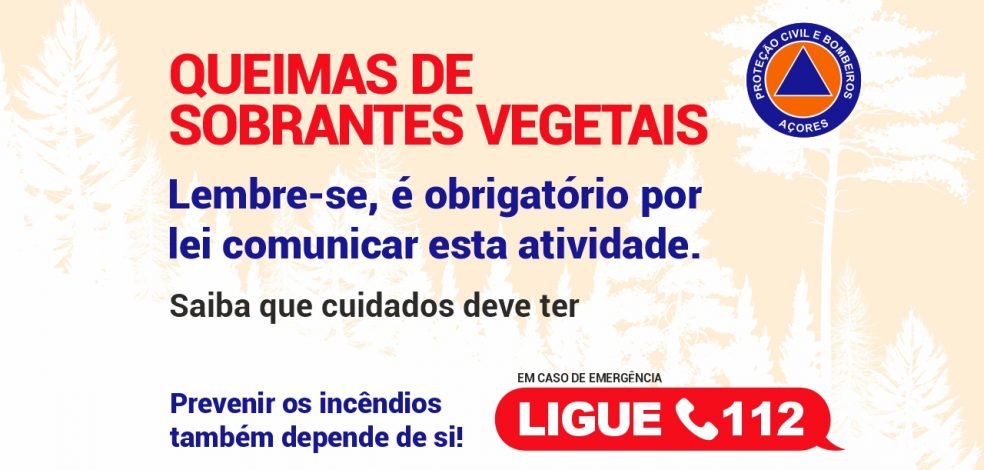 QUEIMAS DE
SOBRANTES VEGETAIS
PROTEÇÃO CIVIL E BOMBEIROS
AÇORES
Lembre-se, é obrigatório por
lei comunicar esta atividade.
Saiba que cuidados deve ter
Prevenir os incêndios
também depende de si!
EM CASO DE EMERGÊNCIA
LIGUE 112